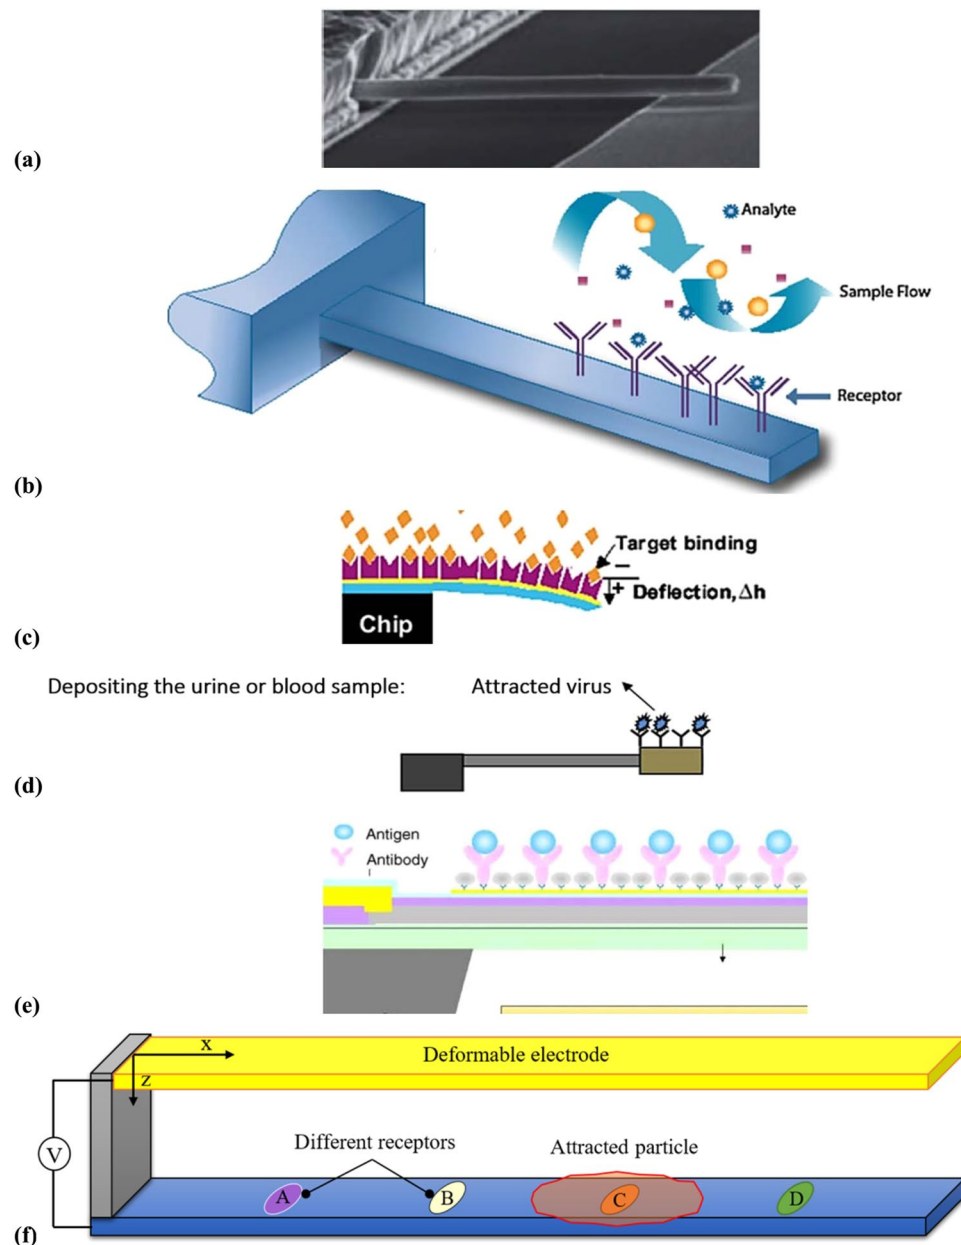 (a)
Analyte
Sample Flow
Receptor
(b)
Target binding
−
+ Deflection, Δh
Chip
(c)
Depositing the urine or blood sample: Attracted virus
(d)
Antigen
Antibody
(e)
x
Deformable electrode
z
Different receptors Attracted particle
V
A B C D
(f)